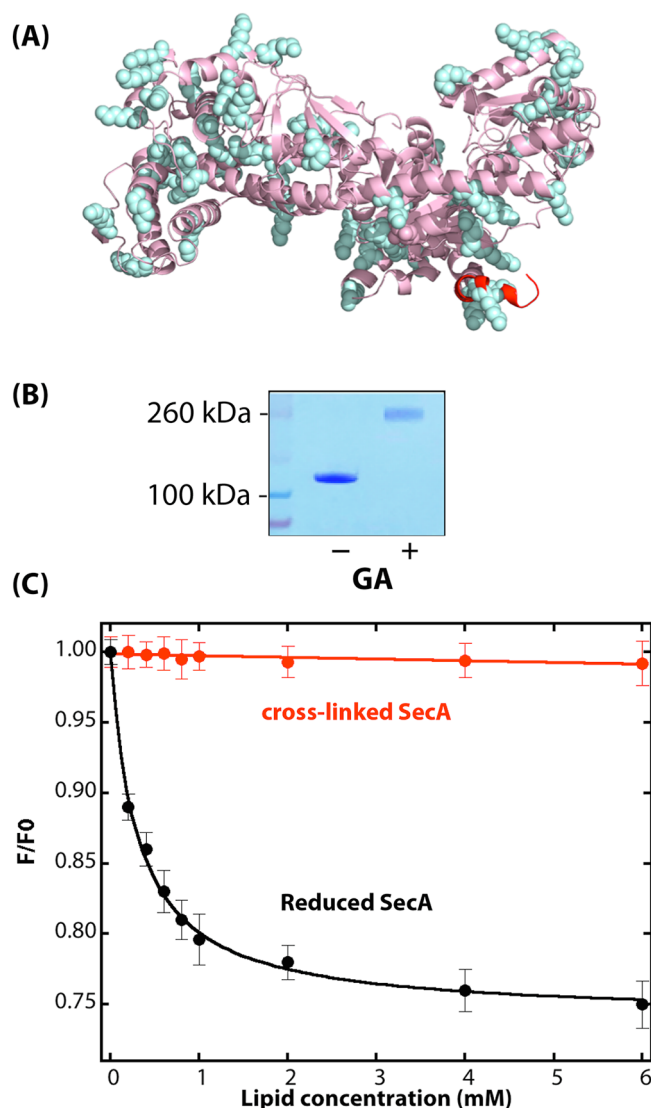 (A)
(B)
260 kDa -
100 kDa -
– +
GA
(C)
1.00
0.95
0.90
0.85
0.80
0.75
F/F0
cross-linked SecA
Reduced SecA
0 1 2 3 4 5 6
Lipid concentration (mM)